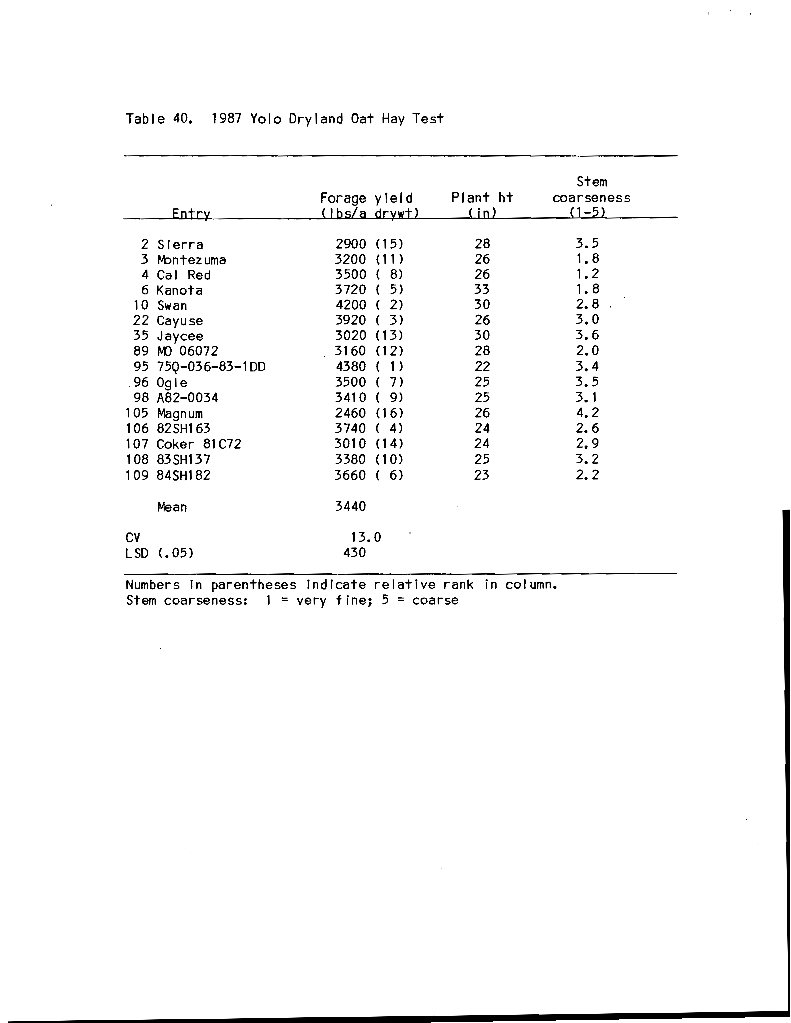 Table 40. 1987 Yolo Dryland Oat Hay Test
Stem
Forage yield Plant ht coarseness
Entry (lbs/a drywt) (in) (1-5)
2 Sierra 2900 (15) 28 3.5
3 Montezuma 3200 (11) 26 1.8
4 Cal Red 3500 ( 8) 26 1.2
6 Kanota 3720 ( 5) 33 1.8
10 Swan 4200 ( 2) 30 2.8
22 Cayuse 3920 ( 3) 26 3.0
35 Jaycee 3020 (13) 30 3.6
89 MO 06072 3160 (12) 28 2.0
95 75Q-036-83-1DD 4380 ( 1) 22 3.4
96 Ogle 3500 ( 7) 25 3.5
98 A82-0034 3410 ( 9) 25 3.1
105 Magnum 2460 (16) 26 4.2
106 82SH163 3740 ( 4) 24 2.6
107 Coker 81C72 3010 (14) 24 2.9
108 83SH137 3380 (10) 25 3.2
109 84SH182 3660 ( 6) 23 2.2
Mean 3440
CV 13.0
LSD (.05) 430
Numbers in parentheses indicate relative rank in column.
Stem coarseness: 1 = very fine; 5 = coarse